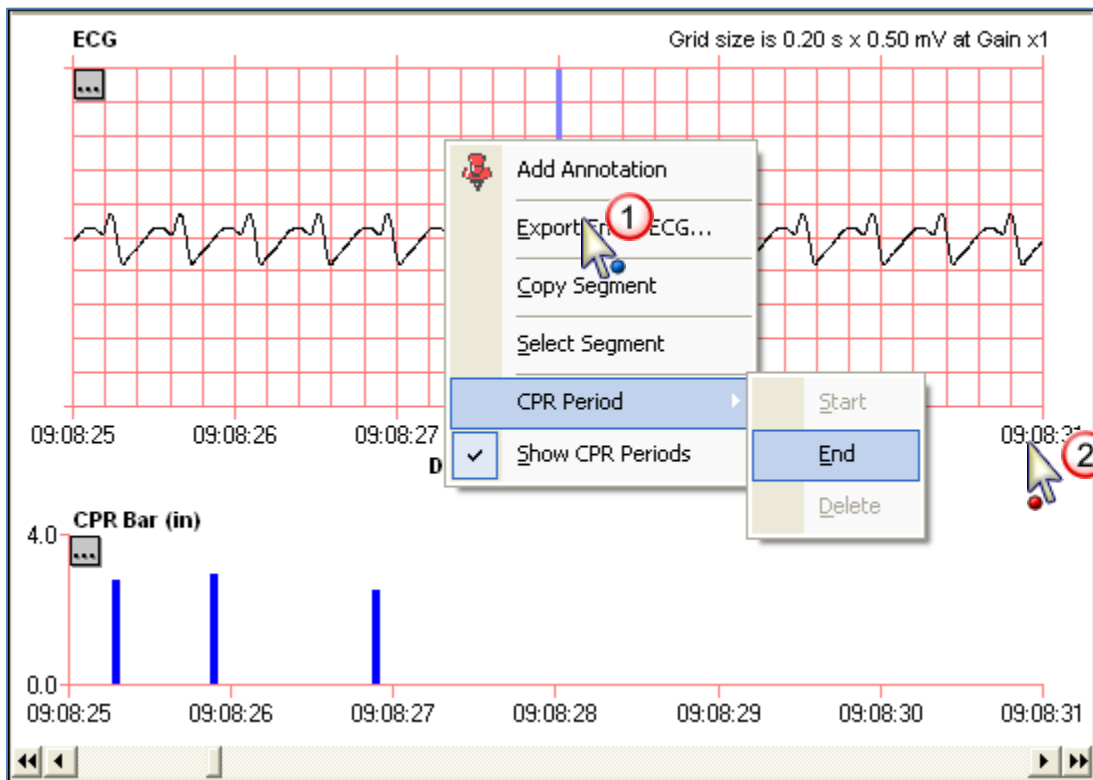 ECG
Grid size is 0.20 s x 0.50 mV at Gain x1
...
Add Annotation
1
Export ECG...
Copy Segment
Select Segment
CPR Period
Start
09:08:25 09:08:26 09:08:27 09:08:31
Show CPR Periods
End
2
D
Delete
CPR Bar (in)
4.0
...
0.0
09:08:25 09:08:26 09:08:27 09:08:28 09:08:29 09:08:30 09:08:31